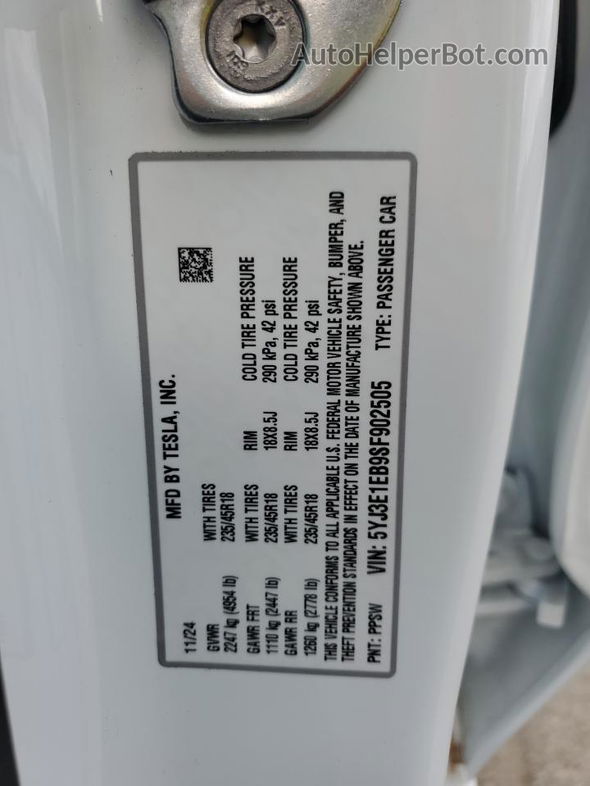 AutoHelperBot.com
MFD BY TESLA, INC.
11/24
GVWR WITH TIRES
2247 kg (4954 lb) 235/45R18
GAWR FRT WITH TIRES RIM COLD TIRE PRESSURE
1110 kg (2447 lb) 235/45R18 18X8.5J 290 kPa, 42 psi
GAWR RR WITH TIRES RIM COLD TIRE PRESSURE
1260 kg (2778 lb) 235/45R18 18X8.5J 290 kPa, 42 psi
THIS VEHICLE CONFORMS TO ALL APPLICABLE U.S. FEDERAL MOTOR VEHICLE SAFETY, BUMPER, AND
THEFT PREVENTION STANDARDS IN EFFECT ON THE DATE OF MANUFACTURE SHOWN ABOVE.
PNT: PPSW VIN: 5YJ3E1EB9SF902505 TYPE: PASSENGER CAR